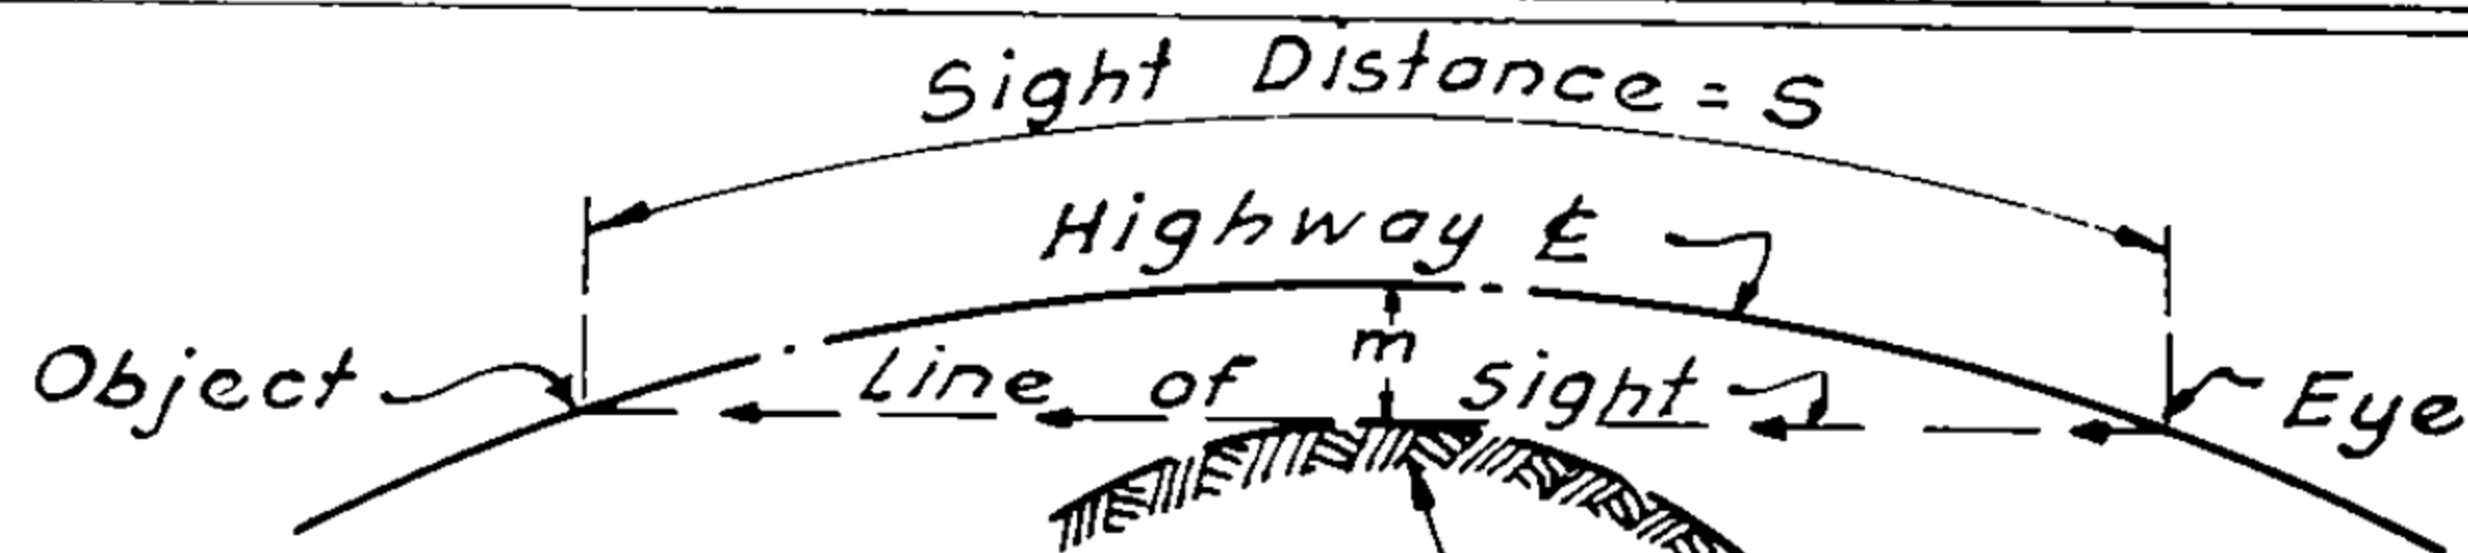 Sight Distance = S
Highway ℄
m
Object
Line of Sight
Eye